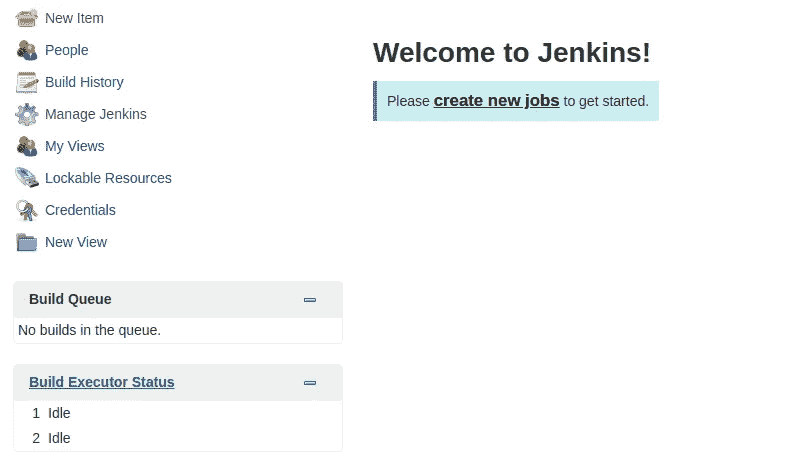 New Item
People
Build History
Manage Jenkins
My Views
Lockable Resources
Credentials
New View
Build Queue
No builds in the queue.
Build Executor Status
1 Idle
2 Idle
Welcome to Jenkins!
Please create new jobs to get started.